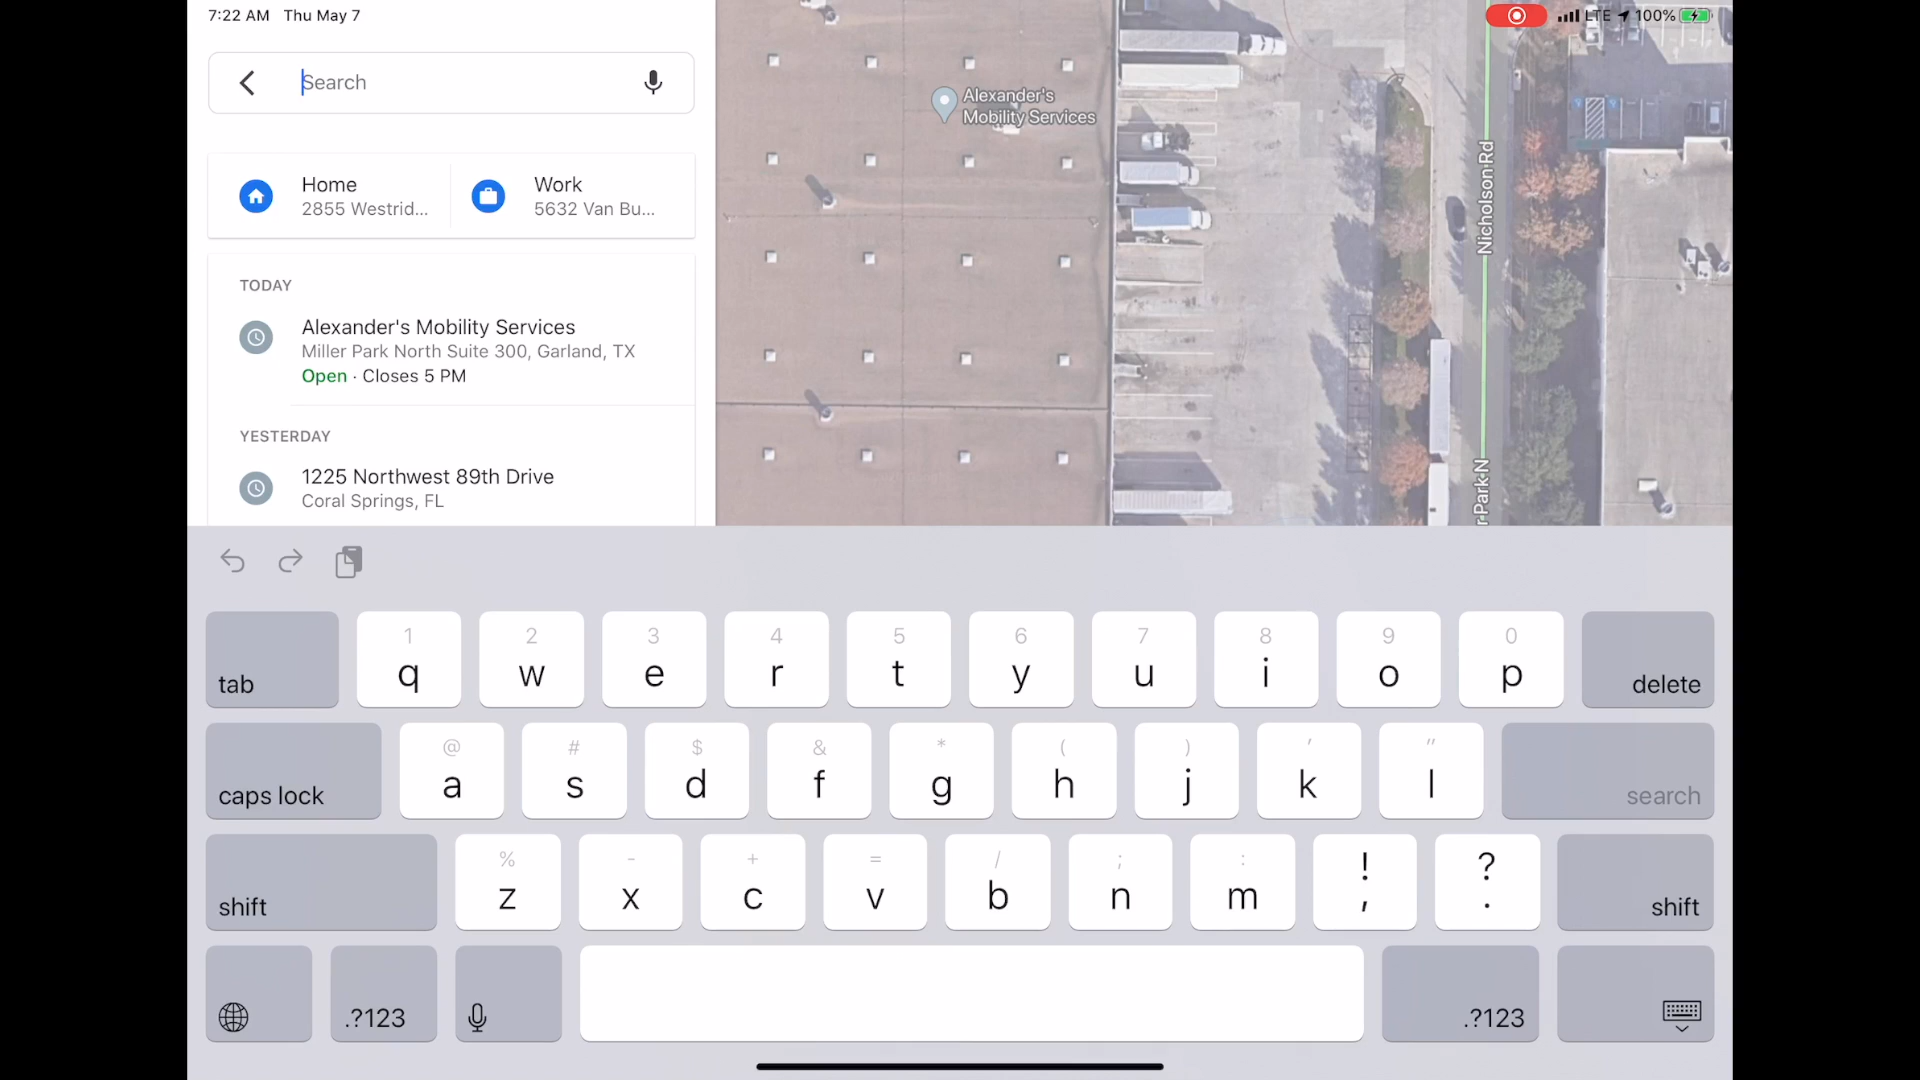 7:22 AM Thu May 7
LTE 100%
Search
Home
2855 Westrid...
Work
5632 Van Bu...
TODAY
Alexander's Mobility Services
Miller Park North Suite 300, Garland, TX
Open · Closes 5 PM
YESTERDAY
1225 Northwest 89th Drive
Coral Springs, FL
Alexander's
Mobility Services
Nicholson Rd
r Park N
1 2 3 4 5 6 7 8 9 0
tab q w e r t y u i o p delete
@ # $ & * ( ) ' "
caps lock a s d f g h j k l search
% - + = / ; : ! ?
shift z x c v b n m , . shift
.?123 .?123